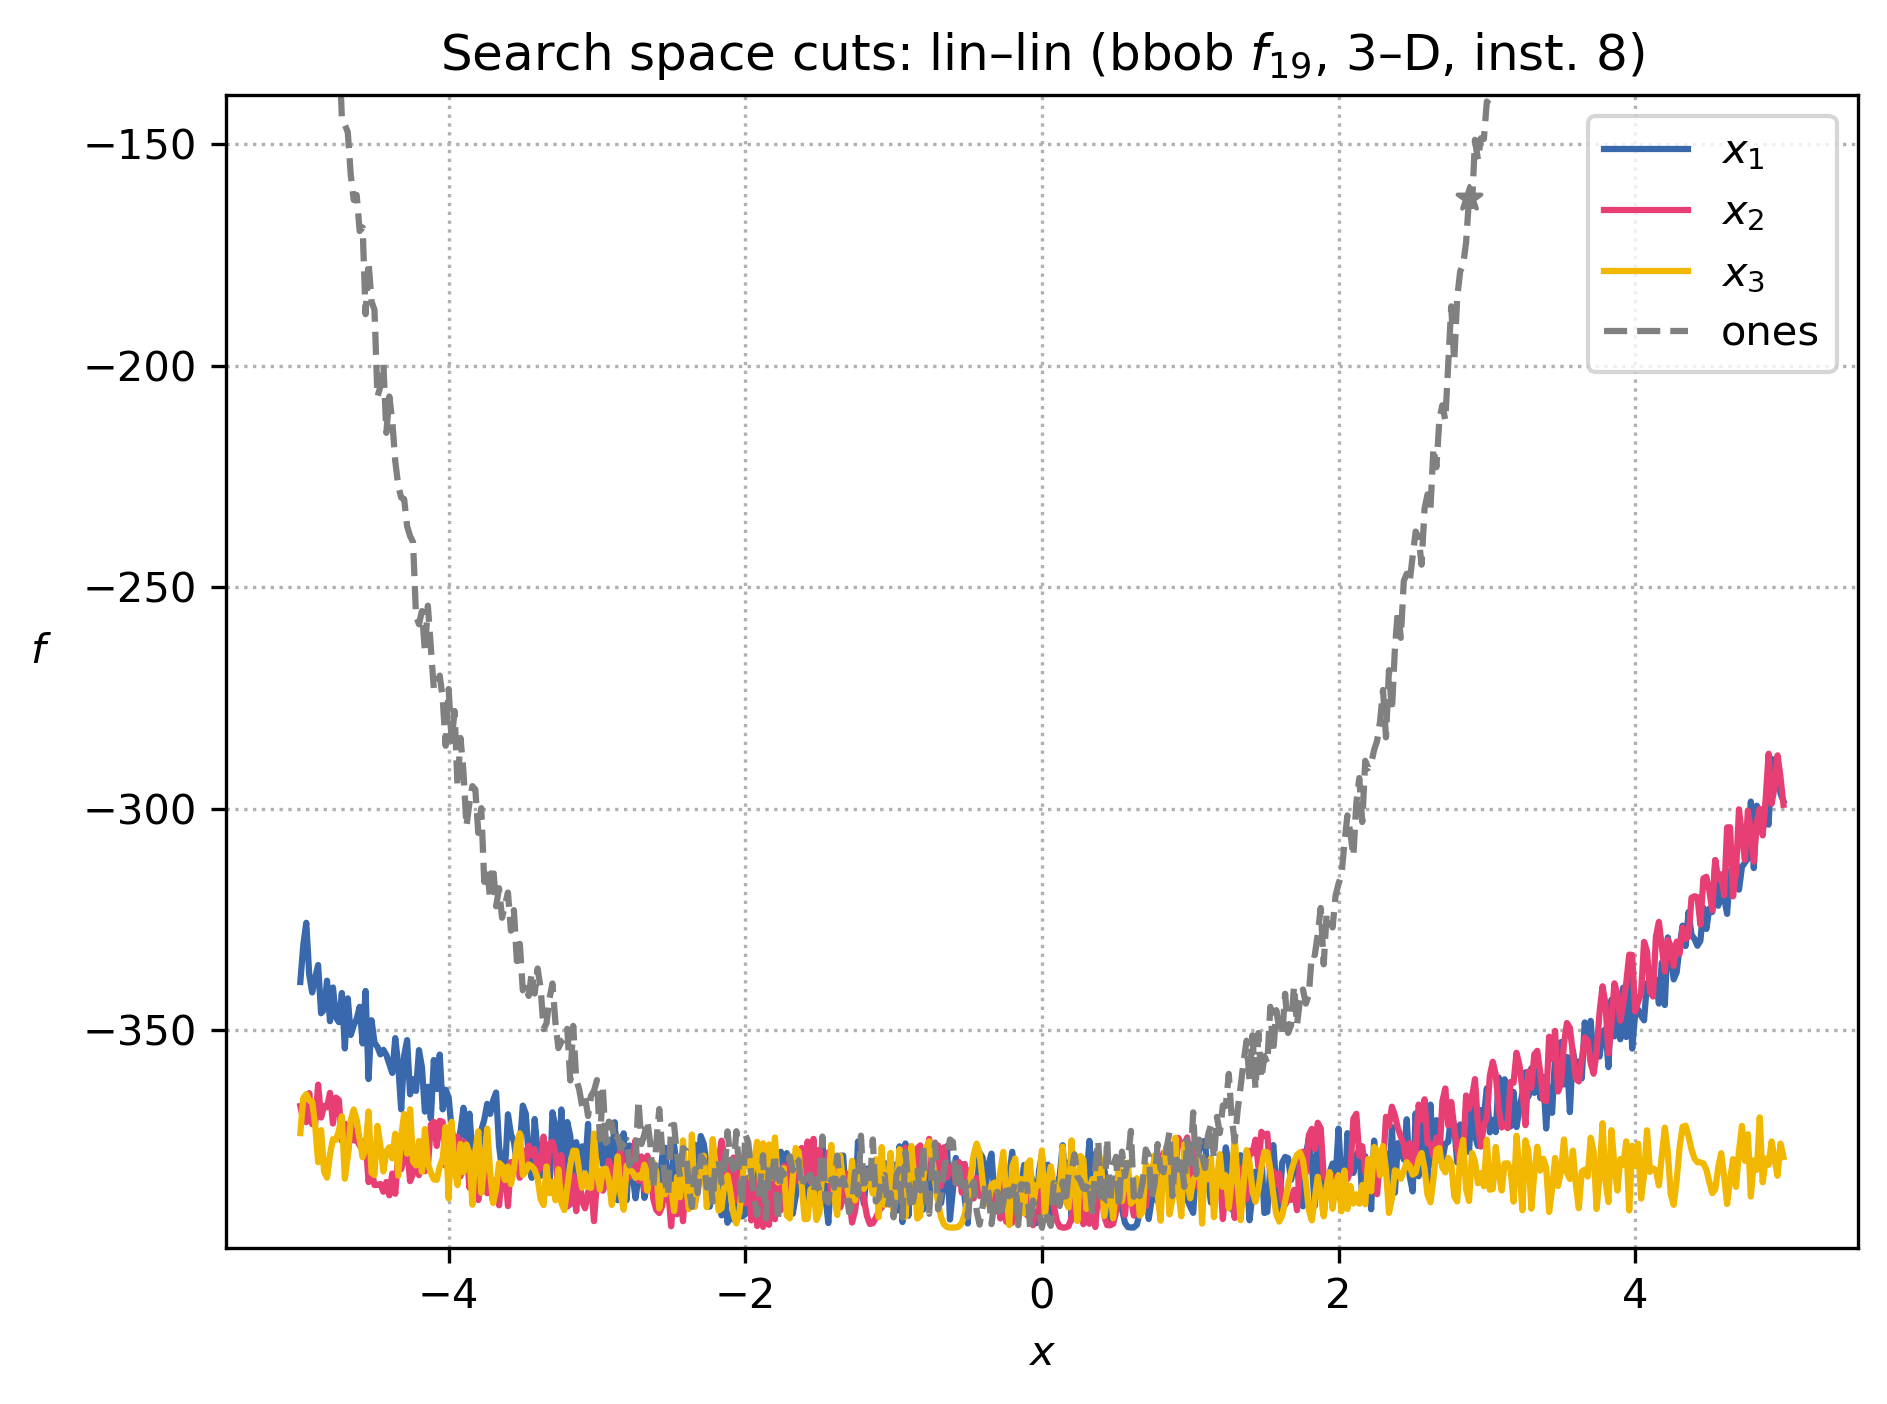 Search space cuts: lin–lin (bbob f₁₉, 3–D, inst. 8)
−150
−200
−250
−300
−350
f
−4
−2
0
2
4
x
x₁
x₂
x₃
ones